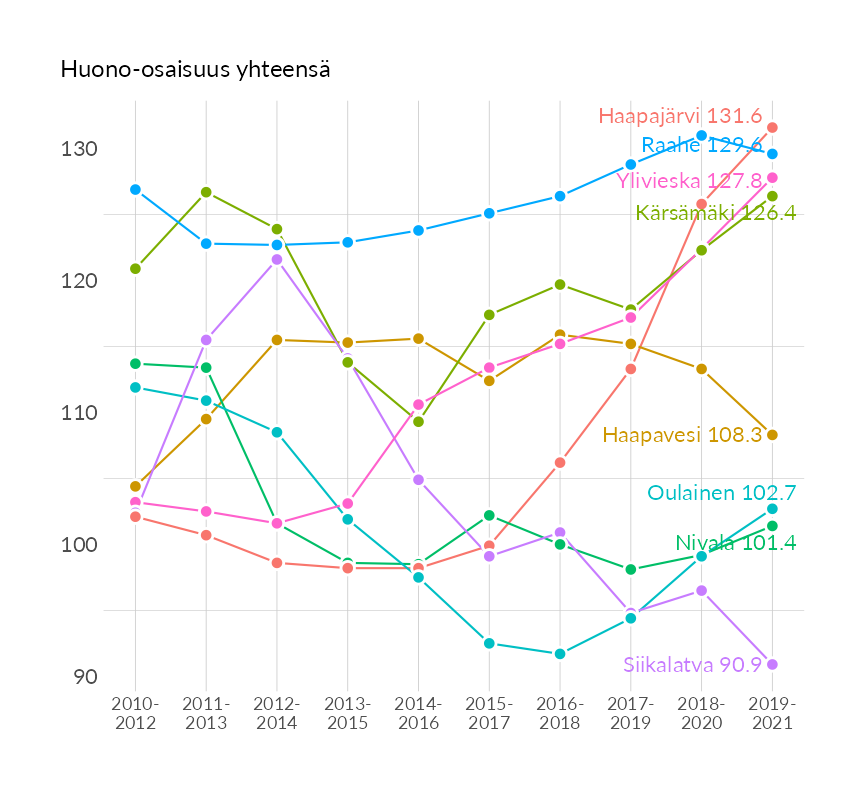 Huono-osaisuus yhteensä
Haapajärvi 131.6
Raahe 129.6
130
Ylivieska 127.8
Kärsämäki 126.4
120
110
Haapavesi 108.3
Oulainen 102.7
100
Nivala 101.4
Siikalatva 90.9
90
2010- 2011- 2012- 2013- 2014- 2015- 2016- 2017- 2018- 2019-
2012 2013 2014 2015 2016 2017 2018 2019 2020 2021